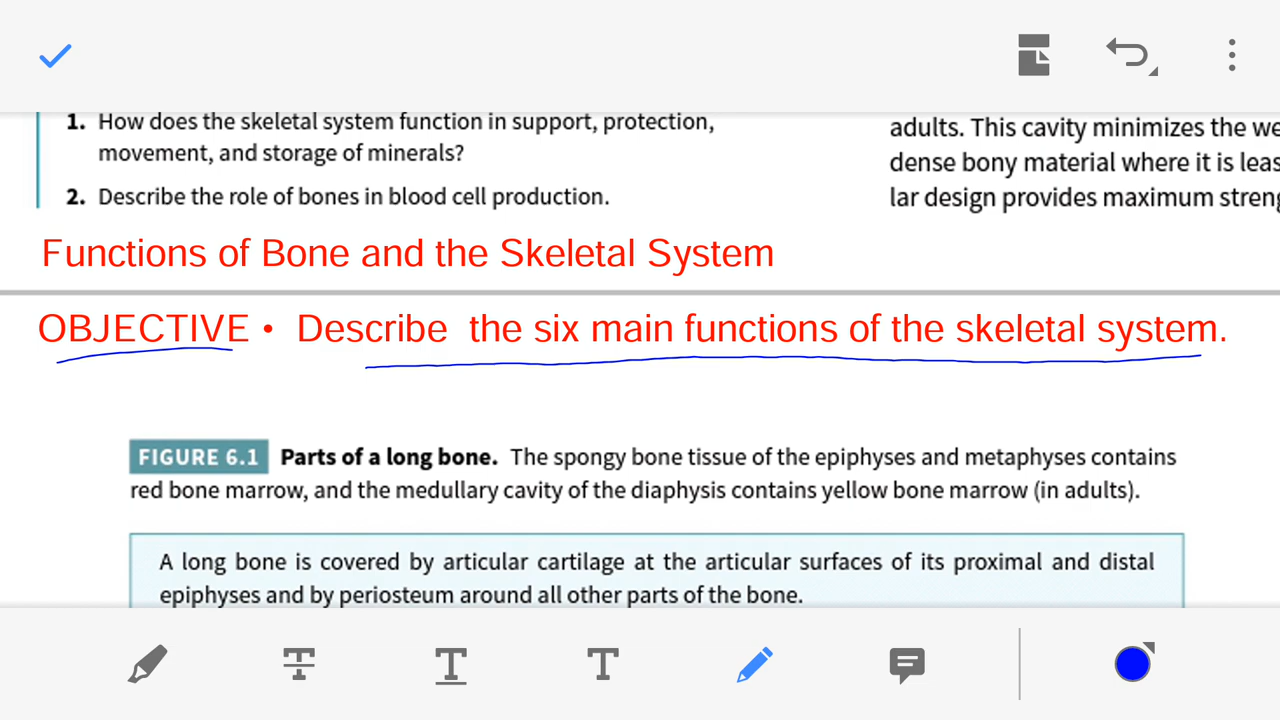 1. How does the skeletal system function in support, protection,
movement, and storage of minerals?
2. Describe the role of bones in blood cell production.
adults. This cavity minimizes the we
dense bony material where it is leas
lar design provides maximum streng
Functions of Bone and the Skeletal System
OBJECTIVE • Describe the six main functions of the skeletal system.
FIGURE 6.1 Parts of a long bone. The spongy bone tissue of the epiphyses and metaphyses contains
red bone marrow, and the medullary cavity of the diaphysis contains yellow bone marrow (in adults).
A long bone is covered by articular cartilage at the articular surfaces of its proximal and distal
epiphyses and by periosteum around all other parts of the bone.
T
T
T